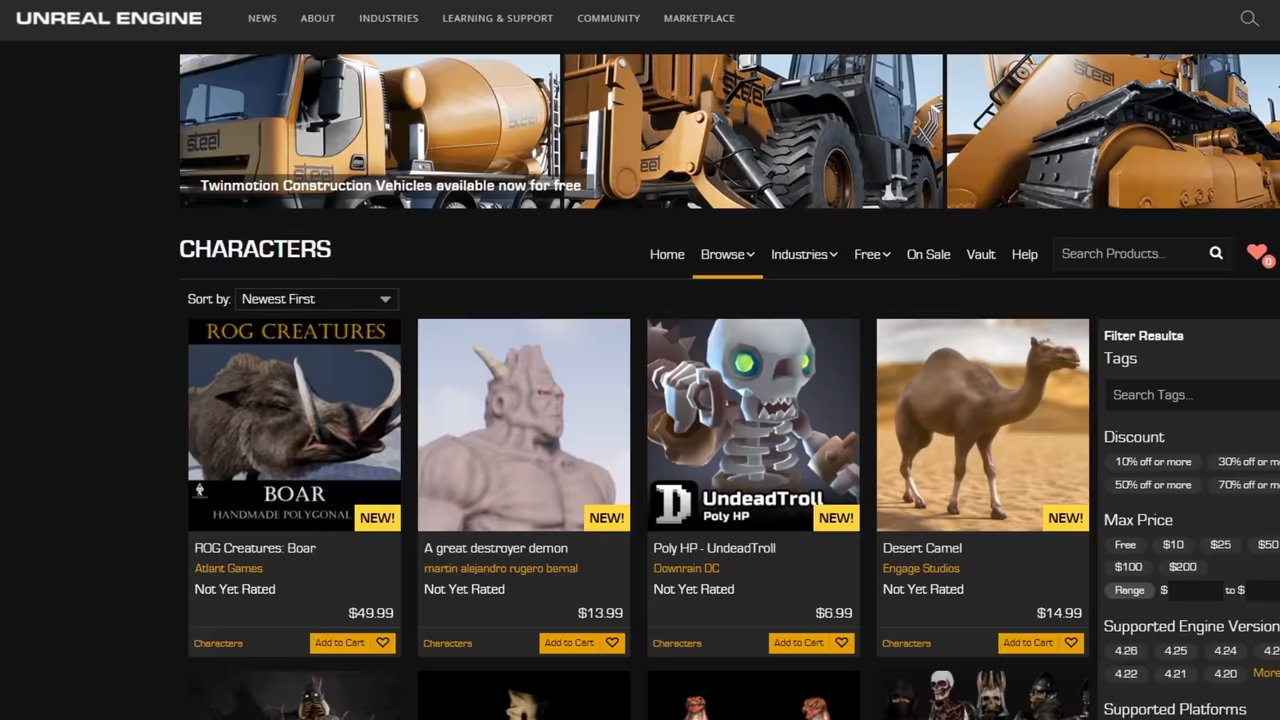 UNREAL ENGINE
NEWS ABOUT INDUSTRIES LEARNING & SUPPORT COMMUNITY MARKETPLACE
steel
steel
steel
steel
steel
Twinmotion Construction Vehicles available now for free
CHARACTERS
Home Browse Industries Free On Sale Vault Help Search Products... 0
Sort by: Newest First
ROG CREATURES
BOAR
HANDMADE POLYGONAL
NEW!
NEW!
D UndeadTroll
Poly HP
NEW!
NEW!
ROG Creatures: Boar
Atlant Games
Not Yet Rated
$49.99
Characters Add to Cart
A great destroyer demon
martin alejandro rugero bernal
Not Yet Rated
$13.99
Characters Add to Cart
Poly HP - UndeadTroll
Downrain DC
Not Yet Rated
$6.99
Characters Add to Cart
Desert Camel
Engage Studios
Not Yet Rated
$14.99
Characters Add to Cart
Filter Results
Tags
Search Tags...
Discount
10% off or more 30% off or m
50% off or more 70% off or m
Max Price
Free $10 $25 $50
$100 $200
Range $ to $
Supported Engine Version
4.26 4.25 4.24 4.2
4.22 4.21 4.20 More
Supported Platforms